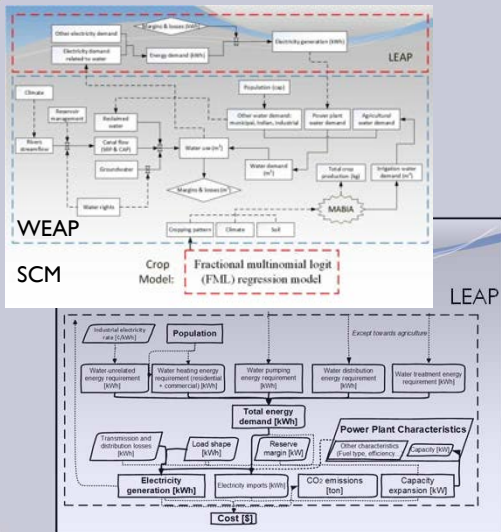 Margins & losses (kWh)
Other electricity demand
Electricity demand
related to water
Energy demand (kWh)
Electricity generation (kWh)
LEAP
Climate
Reservoir
management
Reclaimed
water
Population (cap)
Other water demand:
municipal, Indian, industrial
Power plant
water demand
Agricultural
water demand
Rivers
streamflow
Canal flow
(SRP & CAP)
Water use (m³)
Groundwater
Water demand
(m³)
Total crop
production (kg)
Irrigation water
demand (m³)
Margins & losses (m³)
Water rights
MABIA
WEAP
Cropping pattern
Climate
Soil
SCM
Crop
Model:
Fractional multinomial logit
(FML) regression model
LEAP
Industrial electricity
rate [¢/kWh]
Population
Except towards agriculture
Water-unrelated
energy requirement
[kWh]
Water heating energy
requirement (residential
+ commercial) [kWh]
Water pumping
energy requirement
[kWh]
Water distribution
energy requirement
[kWh]
Water treatment energy
requirement [kWh]
Total energy
demand [kWh]
Power Plant Characteristics
Transmission and
distribution losses
[kWh]
Load shape
[kWh]
Reserve
margin [kW]
Other characteristics
(Fuel type, efficiency
Capacity [kW]
Electricity
generation [kWh]
Electricity imports [kWh]
CO₂ emissions
[ton]
Capacity
expansion [kW]
Cost [$]